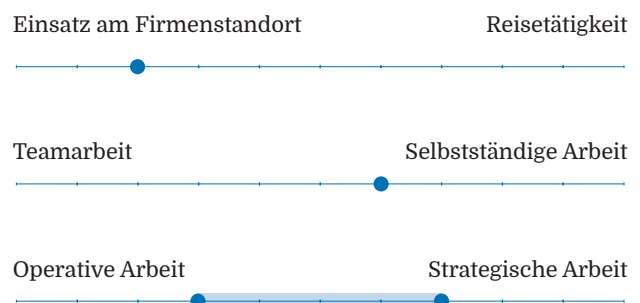 Einsatz am Firmenstandort Reisetätigkeit
Teamarbeit Selbstständige Arbeit
Operative Arbeit Strategische Arbeit